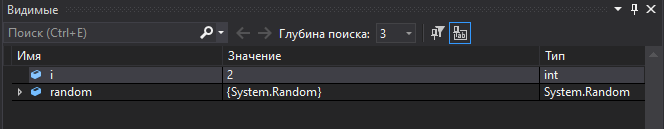 Видимые
Поиск (Ctrl+E) Глубина поиска: 3
Имя Значение Тип
i 2 int
random {System.Random} System.Random